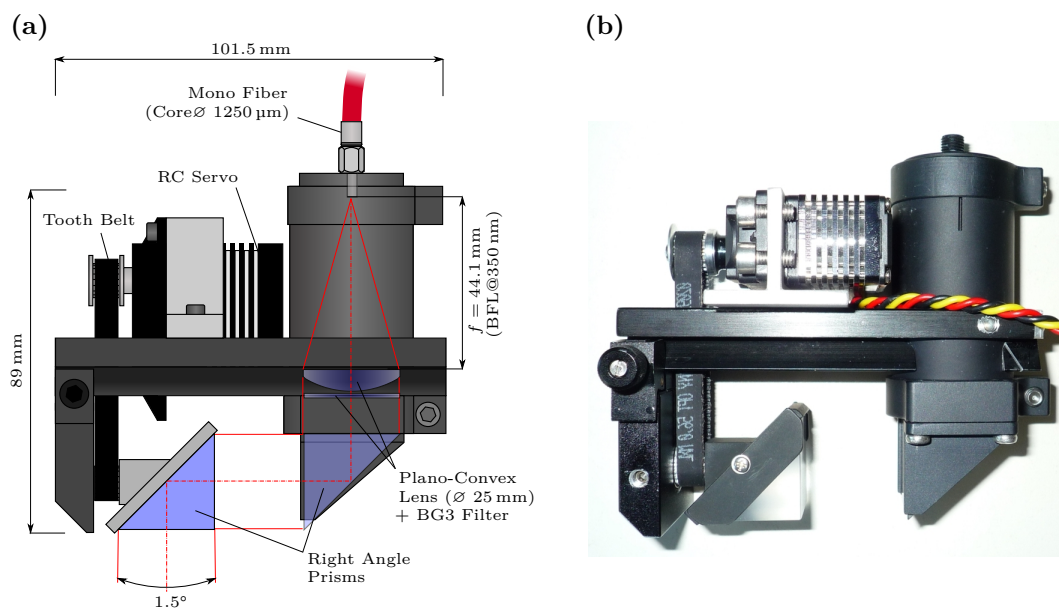 (a)
(b)
101.5 mm
Mono Fiber
(Core∅ 1250 µm)
RC Servo
Tooth Belt
f = 44.1 mm
(BFL@350 nm)
89 mm
Plano-Convex
Lens (∅ 25 mm)
+ BG3 Filter
Right Angle
Prisms
1.5°